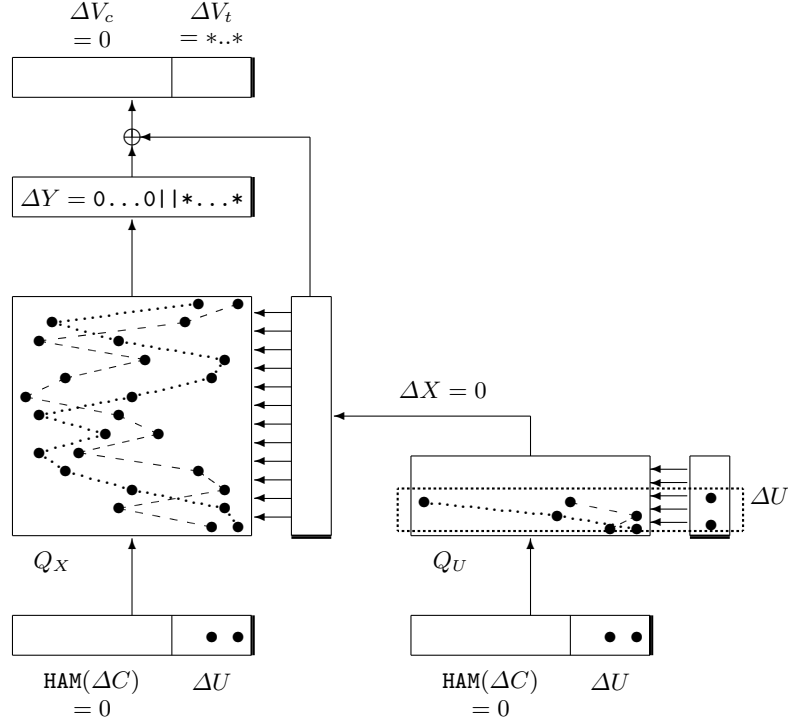 ΔV_c ΔV_t
= 0 = *..*
ΔY = 0...0||*...*
ΔX = 0
ΔU
Q_X Q_U
HAM(ΔC) ΔU HAM(ΔC) ΔU
= 0 = 0